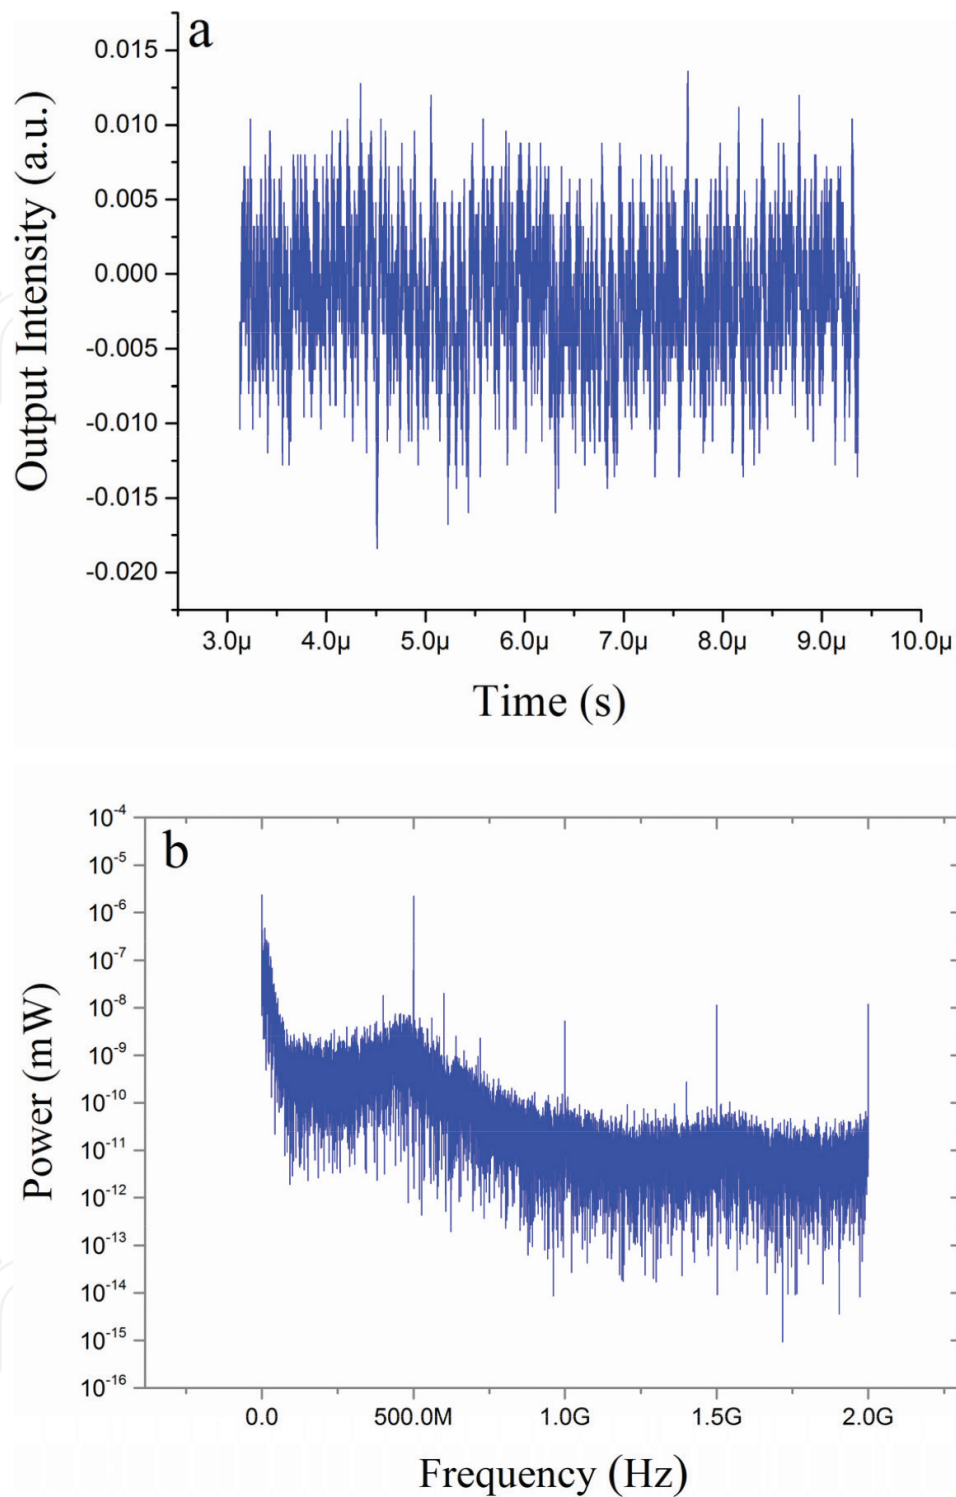 a
0.015
0.010
0.005
0.000
-0.005
-0.010
-0.015
-0.020
Output Intensity (a.u.)
3.0µ 4.0µ 5.0µ 6.0µ 7.0µ 8.0µ 9.0µ 10.0µ
Time (s)
b
10-4
10-5
10-6
10-7
10-8
10-9
10-10
10-11
10-12
10-13
10-14
10-15
10-16
Power (mW)
0.0 500.0M 1.0G 1.5G 2.0G
Frequency (Hz)